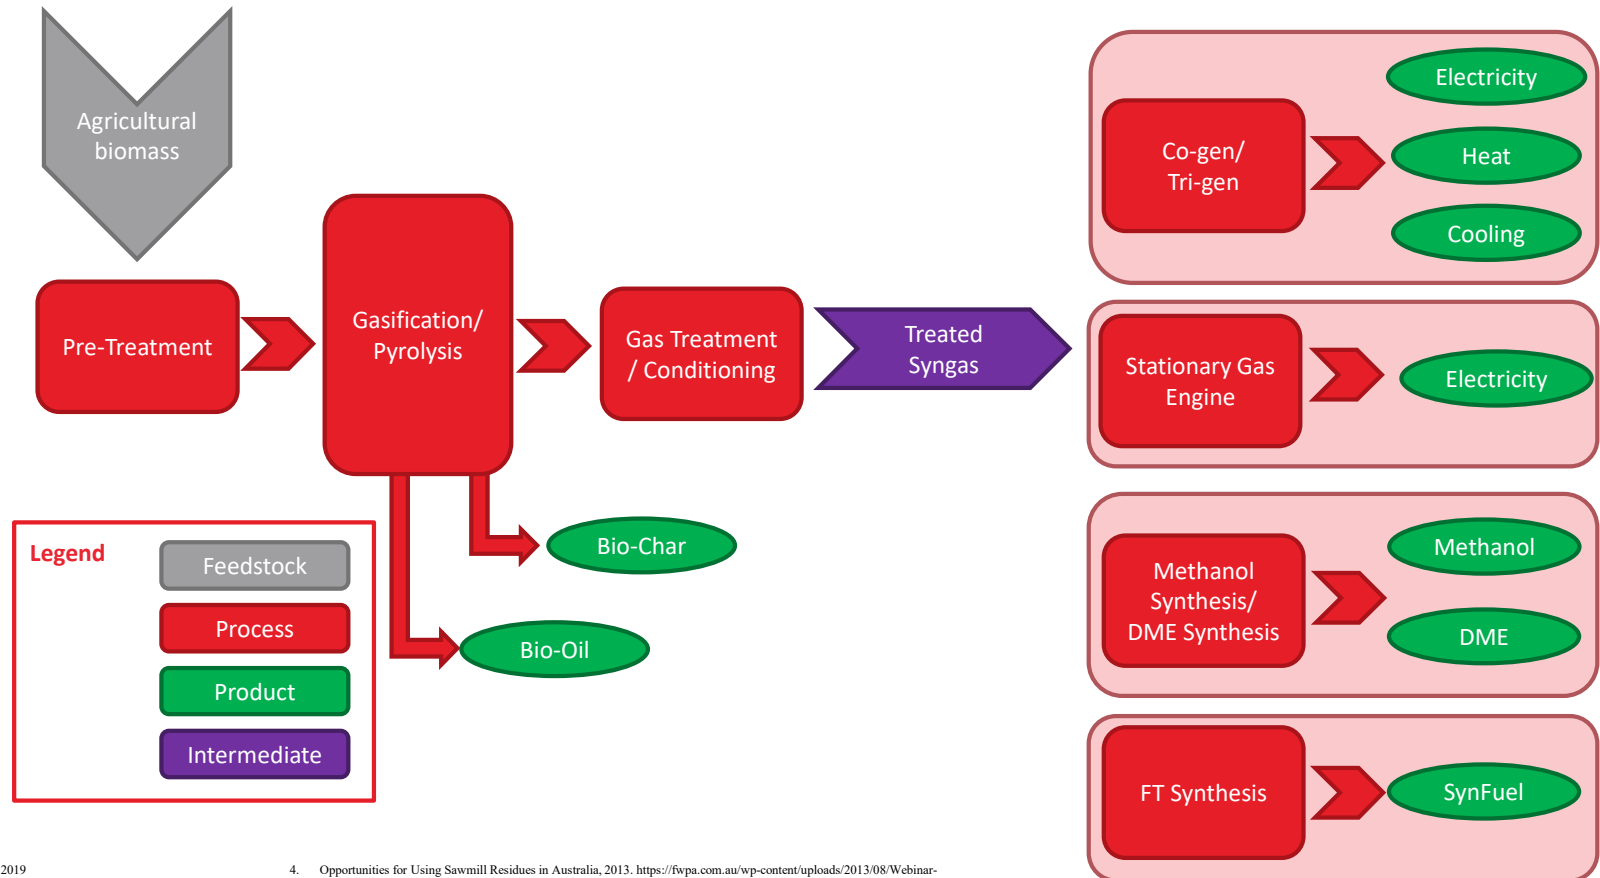 Agricultural
biomass
Pre-Treatment
Gasification/
Pyrolysis
Gas Treatment
/ Conditioning
Treated
Syngas
Co-gen/
Tri-gen
Electricity
Heat
Cooling
Stationary Gas
Engine
Electricity
Methanol
Synthesis/
DME Synthesis
Methanol
DME
FT Synthesis
SynFuel
Bio-Char
Bio-Oil
Legend
Feedstock
Process
Product
Intermediate
2019
4. Opportunities for Using Sawmill Residues in Australia, 2013. https://fwpa.com.au/wp-content/uploads/2013/08/Webinar-